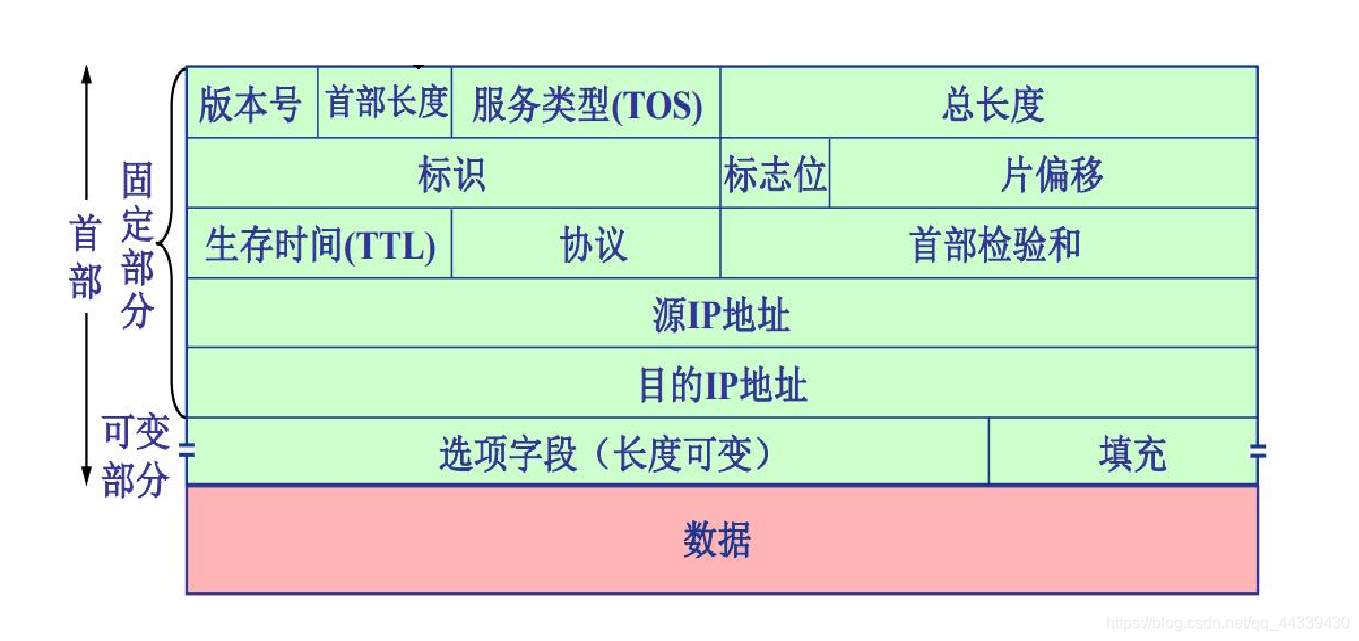 版本号 首部长度 服务类型(TOS) 总长度
标识 标志位 片偏移
生存时间(TTL) 协议 首部检验和
源IP地址
目的IP地址
选项字段（长度可变） 填充
数据
首部
固定部分
可变
部分
https://blog.csdn.net/qq_44339430